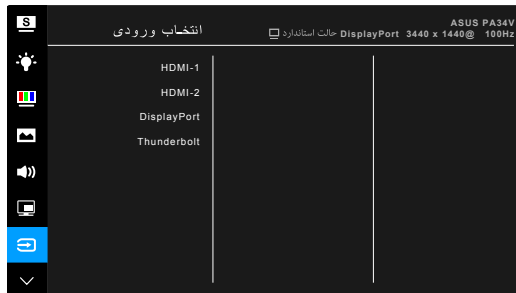 S
ASUS PA34V
انتخاب ورودی
حالت استاندارد DisplayPort 3440 x 1440@ 100Hz
HDMI-1
HDMI-2
DisplayPort
Thunderbolt